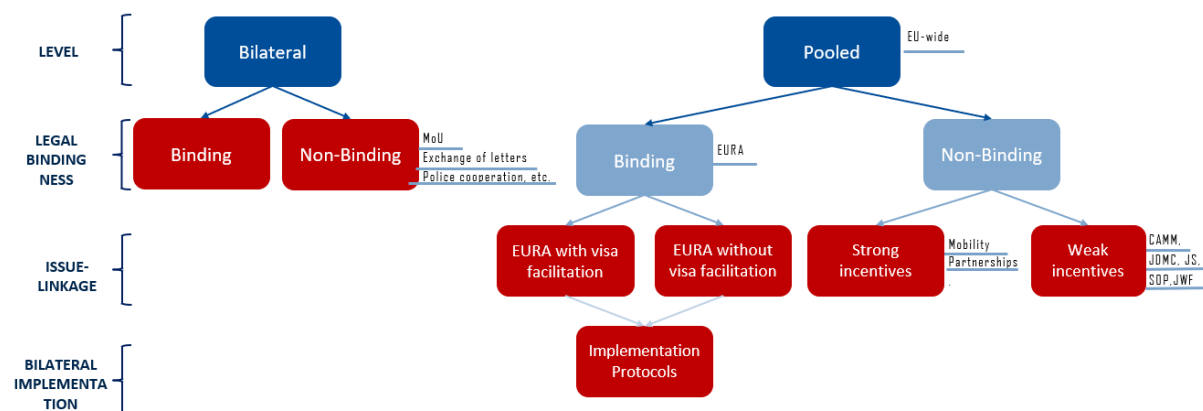 LEVEL
Bilateral
Pooled
EU-wide
LEGAL
BINDING
NESS
Binding
Non-Binding
MoU
Exchange of letters
Police cooperation, etc.
Binding
EURA
Non-Binding
ISSUE-
LINKAGE
EURA with visa
facilitation
EURA without
visa facilitation
Strong
incentives
Mobility
Partnerships
.
Weak
incentives
CAMM,
JDMC, JS,
SOP,JWF
BILATERAL
IMPLEMENTA
TION
Implementation
Protocols